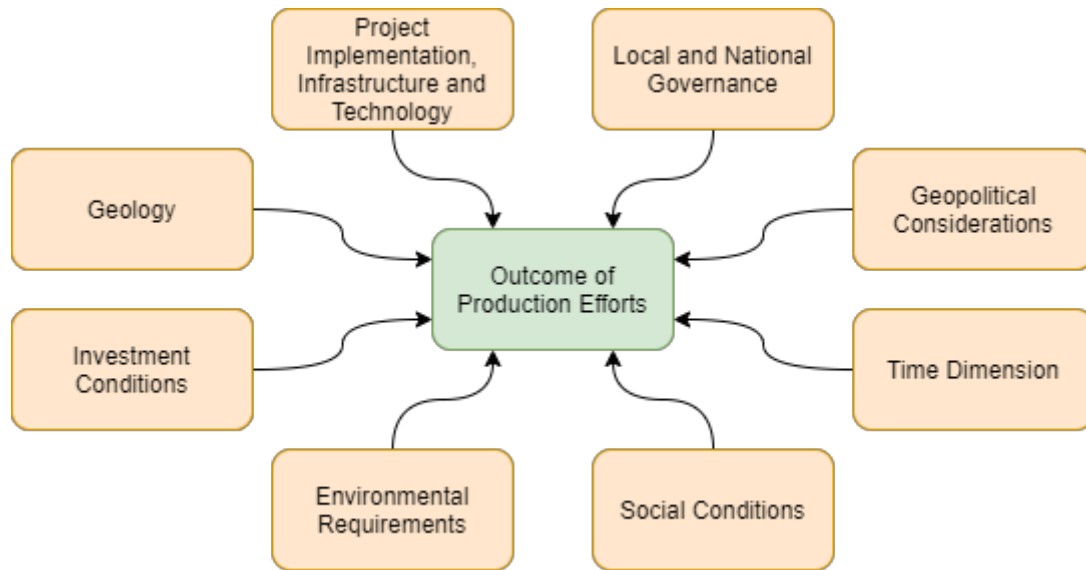 Project
Implementation,
Infrastructure and
Technology
Local and National
Governance
Geology
Geopolitical
Considerations
Outcome of
Production Efforts
Investment
Conditions
Time Dimension
Environmental
Requirements
Social Conditions